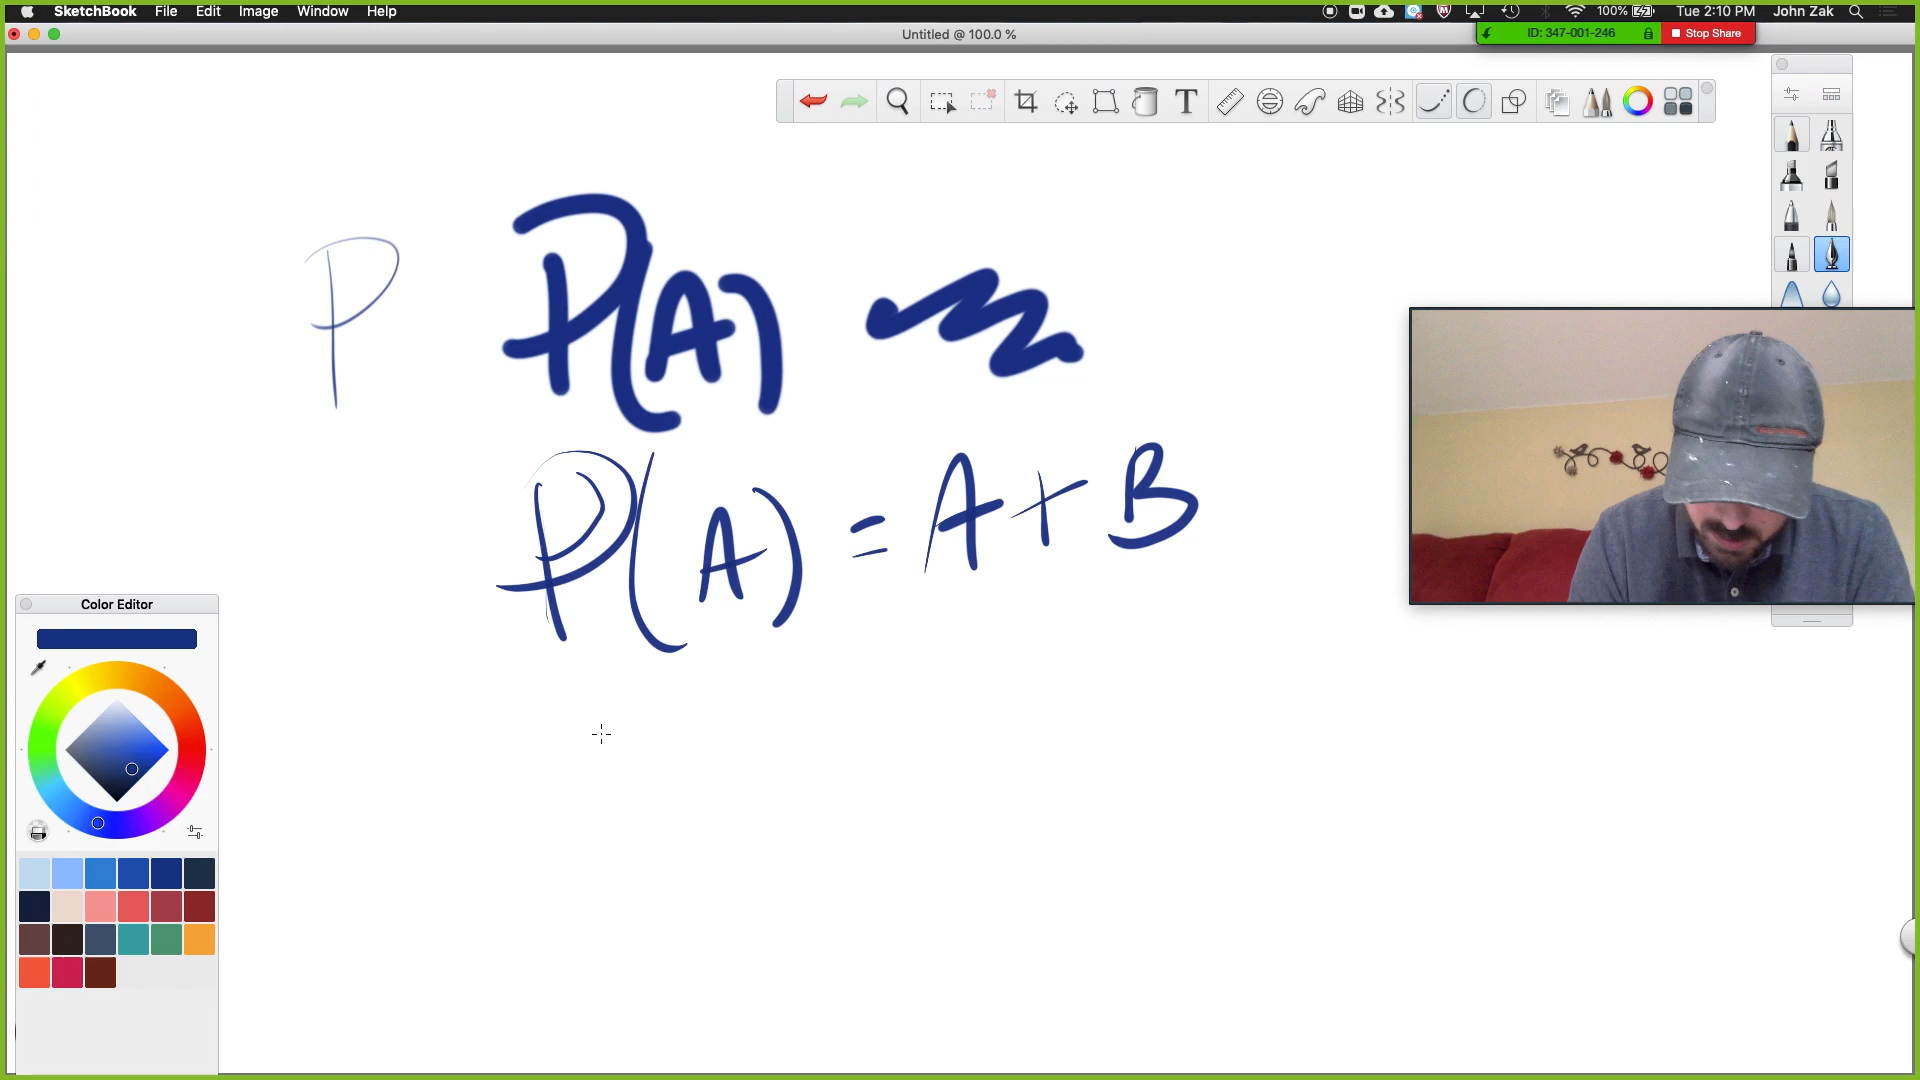 SketchBook File Edit Image Window Help 100% Tue 2:10 PM John Zak
Untitled @ 100.0 %
ID: 347-001-246 Stop Share
T
P P(A)
P(A) = A + B
Color Editor